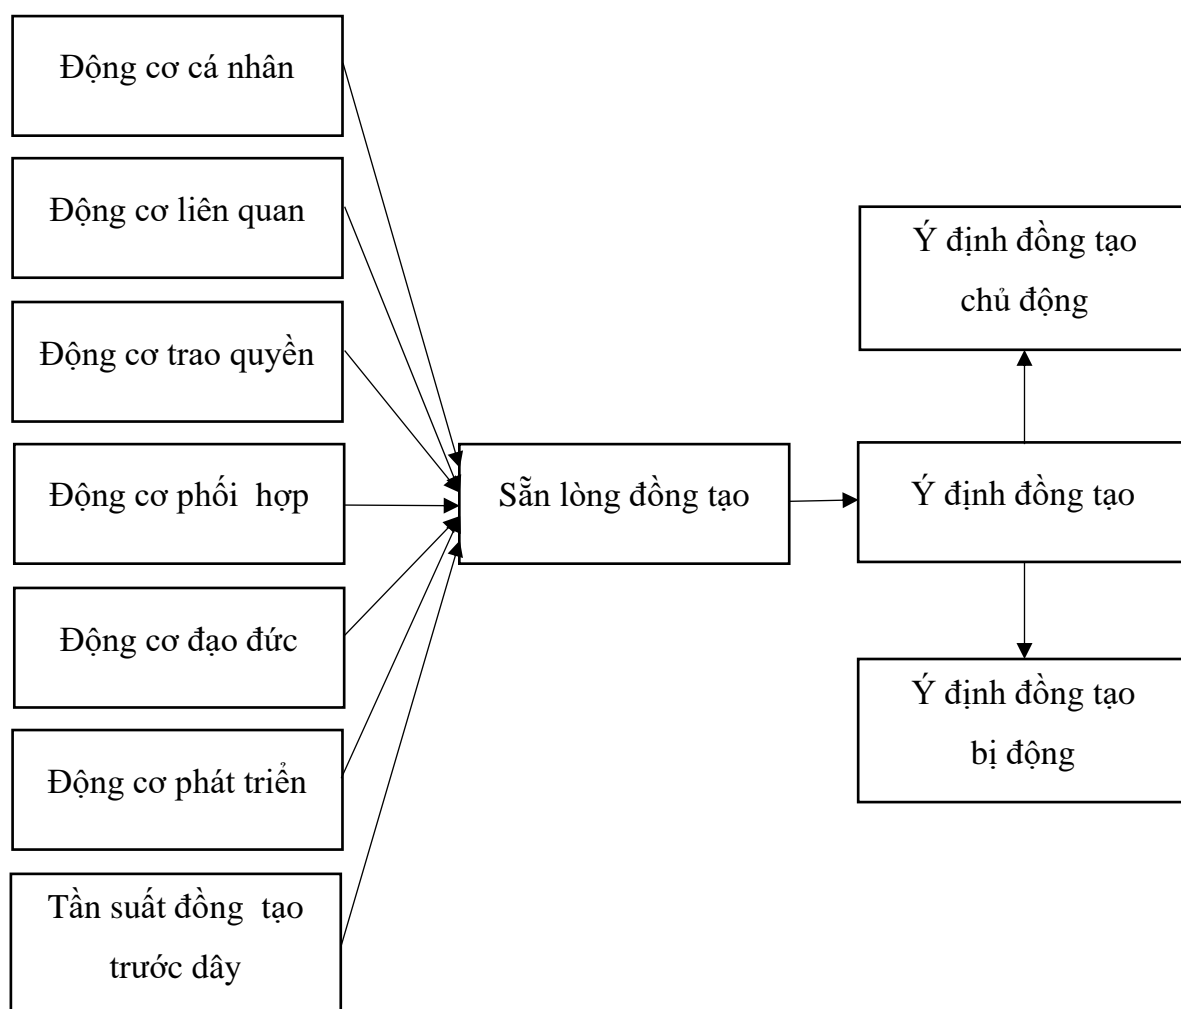 Động cơ cá nhân
Động cơ liên quan
Động cơ trao quyền
Động cơ phối hợp
Động cơ đạo đức
Động cơ phát triển
Tần suất đồng tạo
trước dây
Sẵn lòng đồng tạo
Ý định đồng tạo
chủ động
Ý định đồng tạo
Ý định đồng tạo
bị động